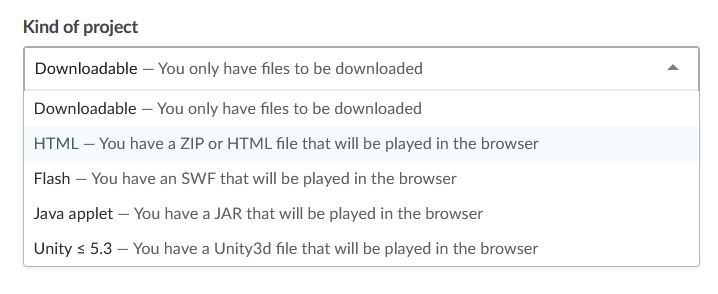 Kind of project
Downloadable — You only have files to be downloaded
Downloadable — You only have files to be downloaded
HTML — You have a ZIP or HTML file that will be played in the browser
Flash — You have an SWF that will be played in the browser
Java applet — You have a JAR that will be played in the browser
Unity ≤ 5.3 — You have a Unity3d file that will be played in the browser